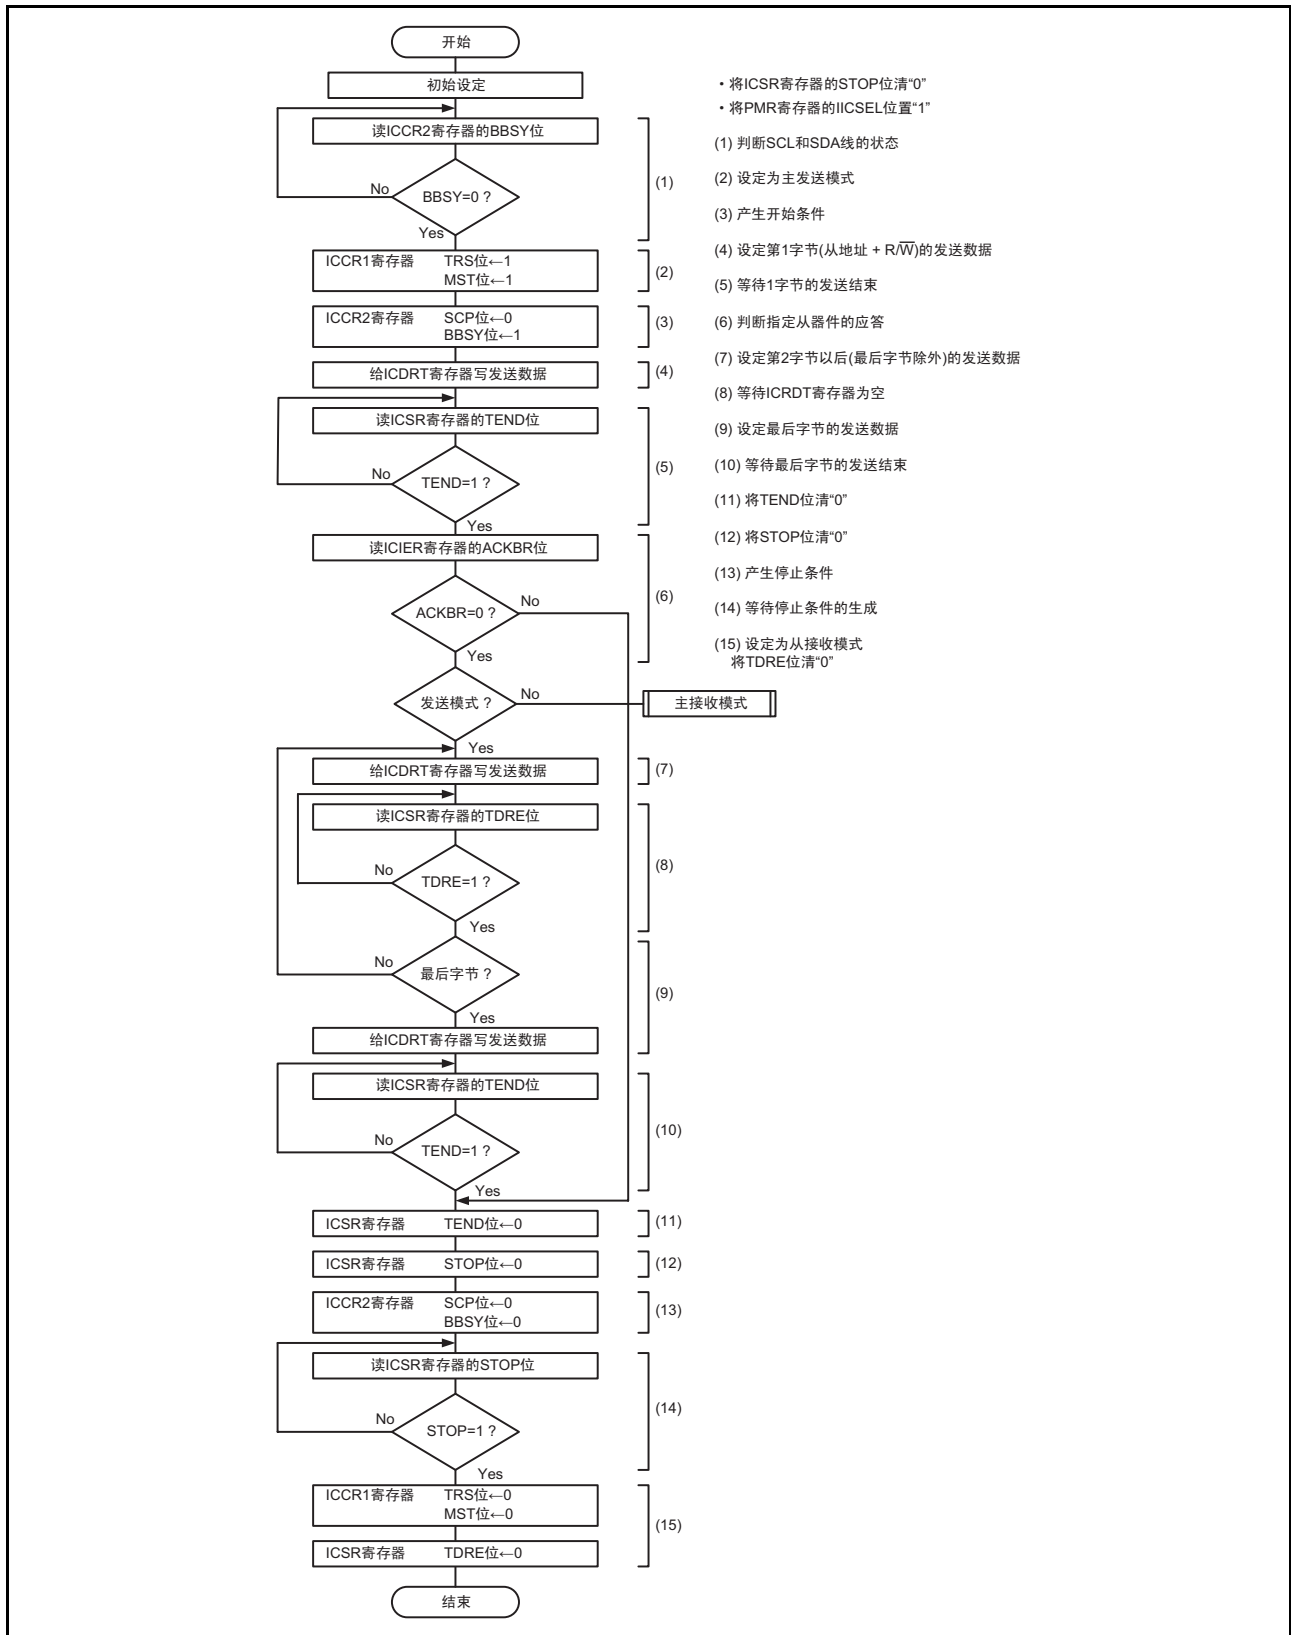 开始
初始设定
读ICCR2寄存器的BBSY位
BBSY=0 ?
No
Yes
(1)
ICCR1寄存器 TRS位←1
MST位←1
(2)
ICCR2寄存器 SCP位←0
BBSY位←1
(3)
给ICDRT寄存器写发送数据
(4)
读ICSR寄存器的TEND位
TEND=1 ?
No
Yes
(5)
读ICIER寄存器的ACKBR位
ACKBR=0 ?
No
Yes
(6)
发送模式 ?
No
主接收模式
Yes
给ICDRT寄存器写发送数据
(7)
读ICSR寄存器的TDRE位
TDRE=1 ?
No
Yes
(8)
最后字节 ?
No
Yes
给ICDRT寄存器写发送数据
(9)
读ICSR寄存器的TEND位
TEND=1 ?
No
Yes
(10)
ICSR寄存器 TEND位←0
(11)
ICSR寄存器 STOP位←0
(12)
ICCR2寄存器 SCP位←0
BBSY位←0
(13)
读ICSR寄存器的STOP位
STOP=1 ?
No
Yes
(14)
ICCR1寄存器 TRS位←0
MST位←0
ICSR寄存器 TDRE位←0
(15)
结束
・将ICSR寄存器的STOP位清“0”
・将PMR寄存器的IICSEL位置“1”
(1) 判断SCL和SDA线的状态
(2) 设定为主发送模式
(3) 产生开始条件
(4) 设定第1字节(从地址 + R/W̅)的发送数据
(5) 等待1字节的发送结束
(6) 判断指定从器件的应答
(7) 设定第2字节以后(最后字节除外)的发送数据
(8) 等待ICRDT寄存器为空
(9) 设定最后字节的发送数据
(10) 等待最后字节的发送结束
(11) 将TEND位清“0”
(12) 将STOP位清“0”
(13) 产生停止条件
(14) 等待停止条件的生成
(15) 设定为从接收模式
将TDRE位清“0”